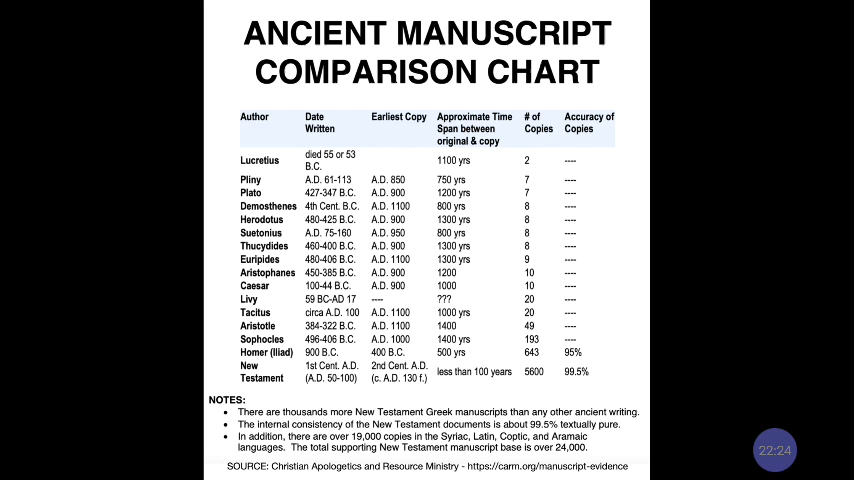 ANCIENT MANUSCRIPT
COMPARISON CHART
Author Date Written Earliest Copy Approximate Time Span between original & copy # of Copies Accuracy of Copies
Lucretius died 55 or 53 B.C. 1100 yrs 2 ----
Pliny A.D. 61-113 A.D. 850 750 yrs 7 ----
Plato 427-347 B.C. A.D. 900 1200 yrs 7 ----
Demosthenes 4th Cent. B.C. A.D. 1100 800 yrs 8 ----
Herodotus 480-425 B.C. A.D. 900 1300 yrs 8 ----
Suetonius A.D. 75-160 A.D. 950 800 yrs 8 ----
Thucydides 460-400 B.C. A.D. 900 1300 yrs 8 ----
Euripides 480-406 B.C. A.D. 1100 1300 yrs 9 ----
Aristophanes 450-385 B.C. A.D. 900 1200 10 ----
Caesar 100-44 B.C. A.D. 900 1000 10 ----
Livy 59 BC-AD 17 ---- ??? 20 ----
Tacitus circa A.D. 100 A.D. 1100 1000 yrs 20 ----
Aristotle 384-322 B.C. A.D. 1100 1400 49 ----
Sophocles 496-406 B.C. A.D. 1000 1400 yrs 193 ----
Homer (Iliad) 900 B.C. 400 B.C. 500 yrs 643 95%
New Testament 1st Cent. A.D. (A.D. 50-100) 2nd Cent. A.D. (c. A.D. 130 f.) less than 100 years 5600 99.5%
NOTES:
• There are thousands more New Testament Greek manuscripts than any other ancient writing.
• The internal consistency of the New Testament documents is about 99.5% textually pure.
• In addition, there are over 19,000 copies in the Syriac, Latin, Coptic, and Aramaic
languages. The total supporting New Testament manuscript base is over 24,000.
SOURCE: Christian Apologetics and Resource Ministry - https://carm.org/manuscript-evidence
22:24